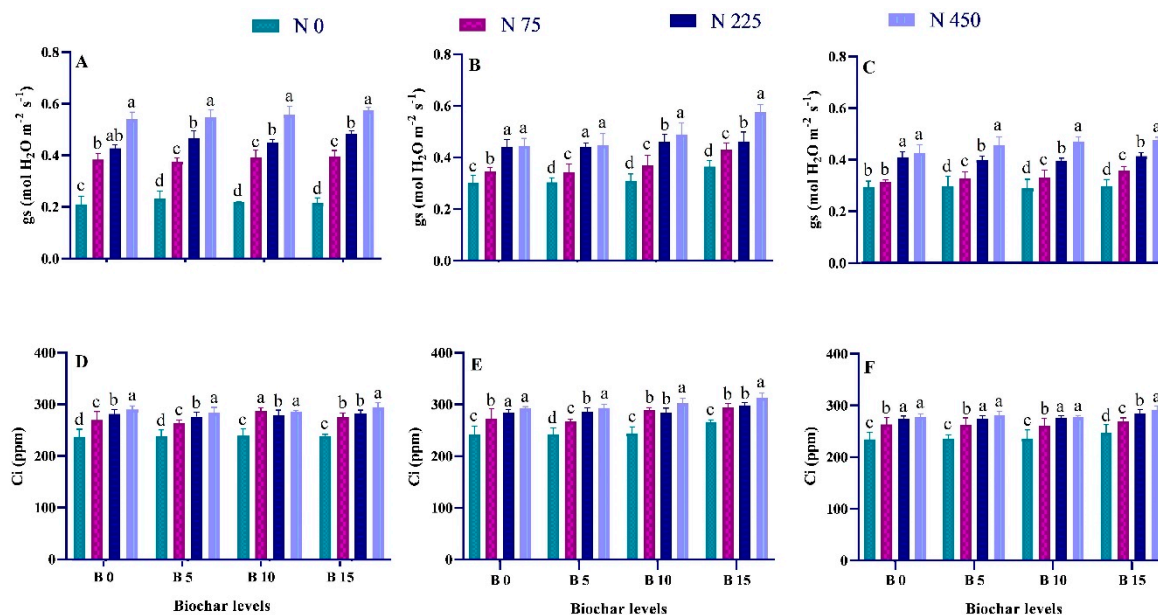 N 0 N 75 N 225 N 450
A
gs (mol H₂O m⁻² s⁻¹)
0.8
0.6
0.4
0.2
0.0
c b ab a
d c b a
d c b a
d c b a
B
gs (mol H₂O m⁻² s⁻¹)
0.8
0.6
0.4
0.2
0.0
c b a a
c b a a
d c b a
d c b a
C
gs (mol H₂O m⁻² s⁻¹)
0.8
0.6
0.4
0.2
0.0
b b a a
d c b a
d c b a
d c b a
D
Ci (ppm)
400
300
200
100
0
d c b a
d c b a
c a b a
d c b a
B 0 B 5 B 10 B 15
Biochar levels
E
Ci (ppm)
400
300
200
100
0
c b a a
d c b a
c b b a
c b b a
B 0 B 5 B 10 B 15
Biochar levels
F
Ci (ppm)
400
300
200
100
0
c b a a
c b a a
c b a a
d c b a
B 0 B 5 B 10 B 15
Biochar levels